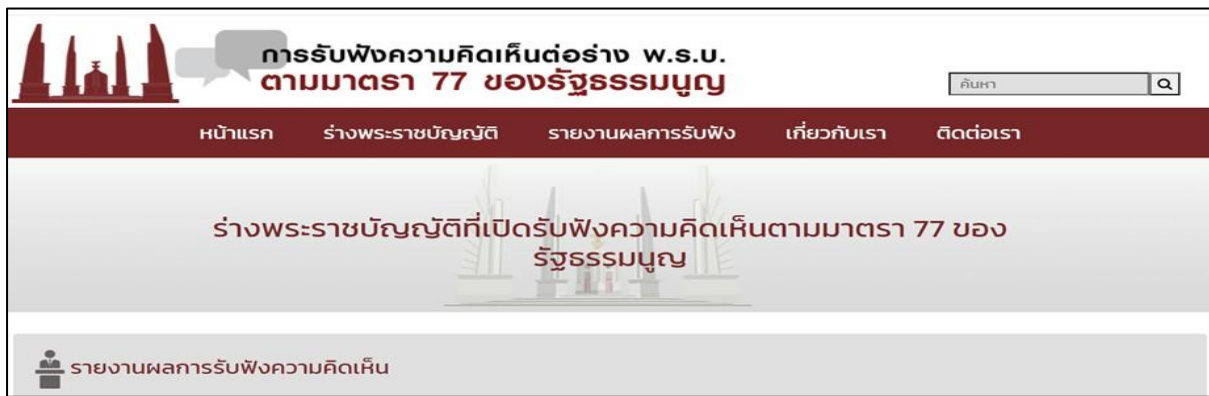 การรับฟังความคิดเห็นต่อร่าง พ.ร.บ.
ตามมาตรา 77 ของรัฐธรรมนูญ
ค้นหา
หน้าแรก ร่างพระราชบัญญัติ รายงานผลการรับฟัง เกี่ยวกับเรา ติดต่อเรา
ร่างพระราชบัญญัติที่เปิดรับฟังความคิดเห็นตามมาตรา 77 ของ
รัฐธรรมนูญ
รายงานผลการรับฟังความคิดเห็น